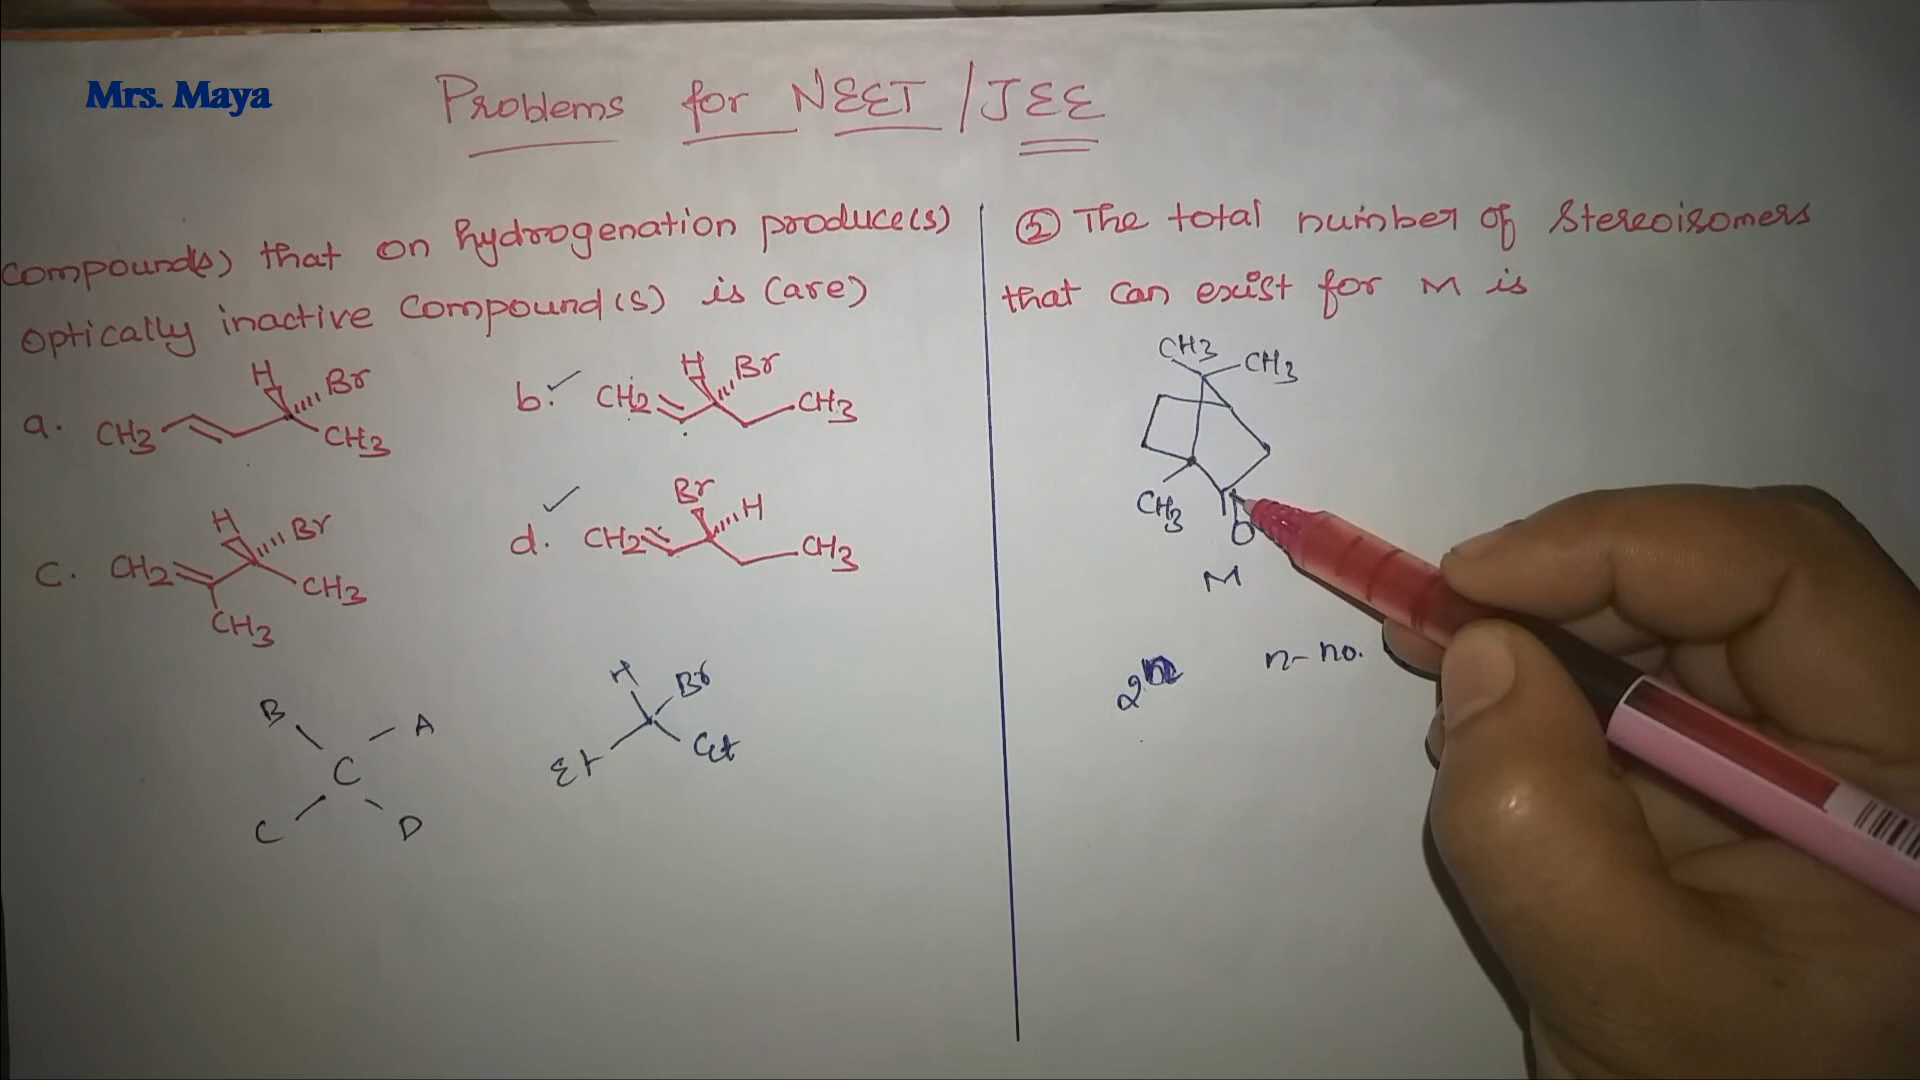 Mrs. Maya
Problems for NEET / JEE
Compound(s) that on hydrogenation produce(s)
optically inactive compound(s) is (are)
a. CH3 H Br CH3
b. CH2 H Br CH3
c. CH2 H Br CH3
CH3
d. CH2 Br H CH3
B A
C
C D
H Br
Et Et
② The total number of stereoisomers
that can exist for M is
CH3 CH3
CH3 O
M
2n n- no.